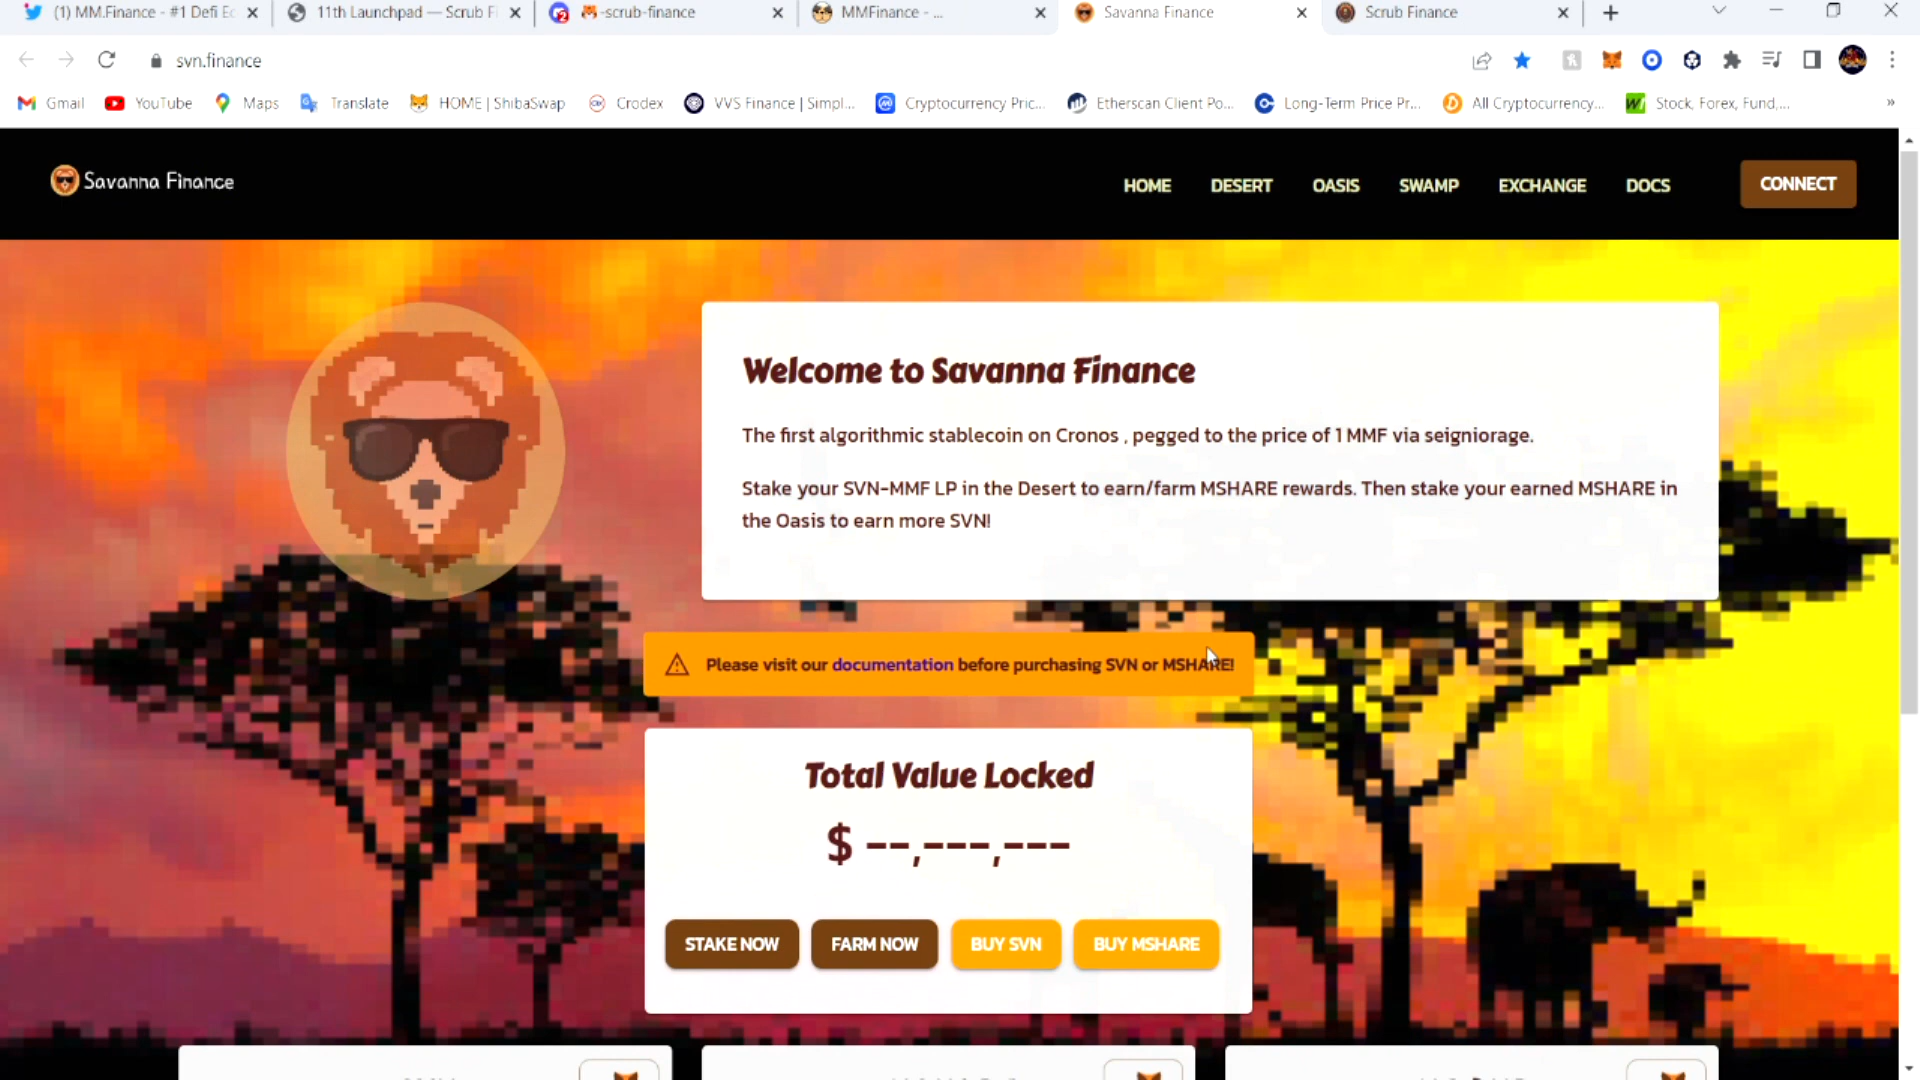 (1) MM.Finance - #1 Defi Ec
11th Launchpad — Scrub Fi
-scrub-finance
MMFinance - ...
Savanna Finance
Scrub Finance
svn.finance
Gmail
YouTube
Maps
Translate
HOME | ShibaSwap
Crodex
VVS Finance | Simpl...
Cryptocurrency Pric...
Etherscan Client Po...
Long-Term Price Pr...
All Cryptocurrency...
Stock, Forex, Fund,...
»
Savanna Finance
HOME
DESERT
OASIS
SWAMP
EXCHANGE
DOCS
CONNECT
Welcome to Savanna Finance
The first algorithmic stablecoin on Cronos , pegged to the price of 1 MMF via seigniorage.
Stake your SVN-MMF LP in the Desert to earn/farm MSHARE rewards. Then stake your earned MSHARE in
the Oasis to earn more SVN!
Please visit our documentation before purchasing SVN or MSHARE!
Total Value Locked
$ --,---,---
STAKE NOW
FARM NOW
BUY SVN
BUY MSHARE